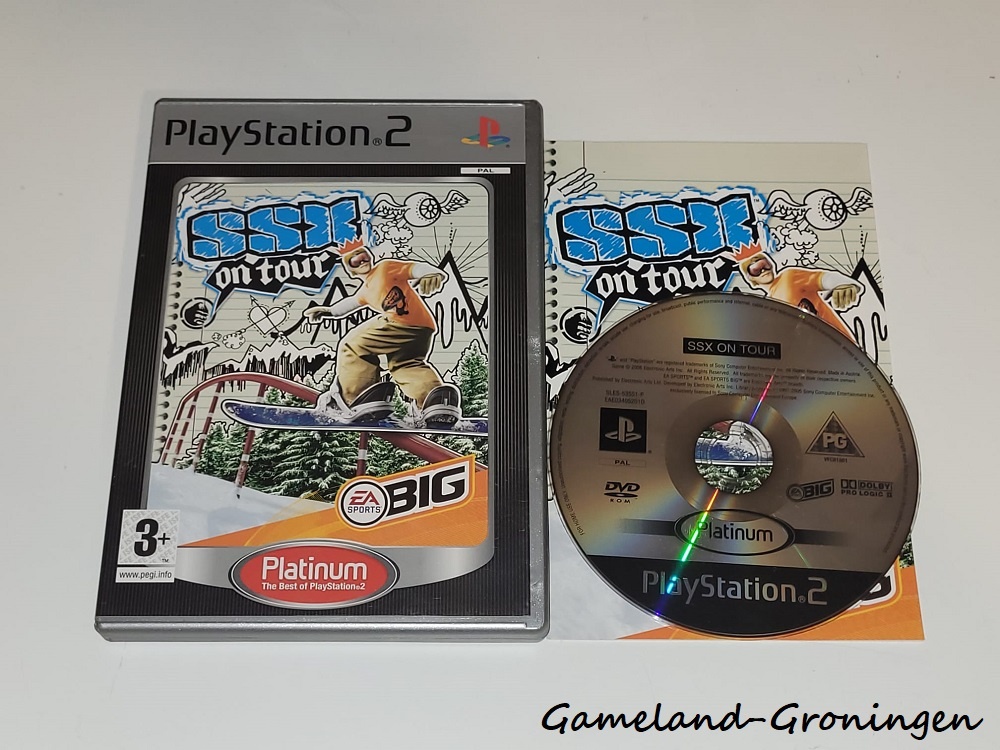 PlayStation®2
PAL
SSX
on tour
EA
SPORTS
BIG
3+
www.pegi.info
Platinum
The Best of PlayStation®2
SSX
on tour
SSX ON TOUR
PAL
DVD
ROM
PG
BIG
DOLBY
PRO LOGIC II
Platinum
PlayStation®2
Gameland-Groningen